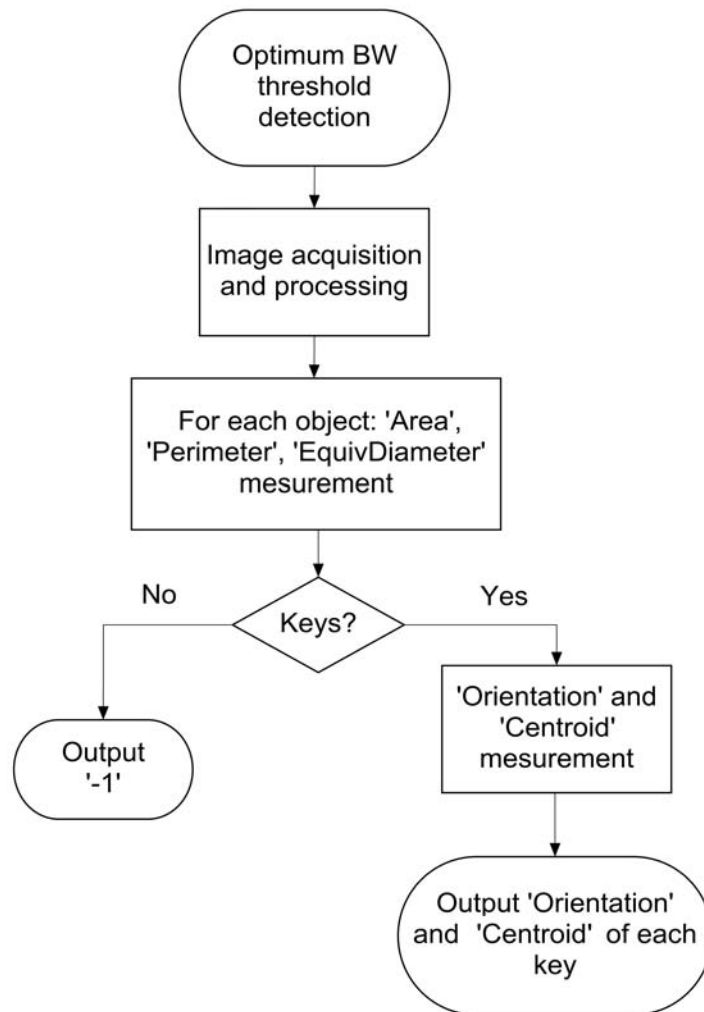 Optimum BW
threshold
detection
Image acquisition
and processing
For each object: 'Area',
'Perimeter', 'EquivDiameter'
mesurement
No
Yes
Keys?
'Orientation' and
'Centroid'
mesurement
Output
'-1'
Output 'Orientation'
and 'Centroid' of each
key